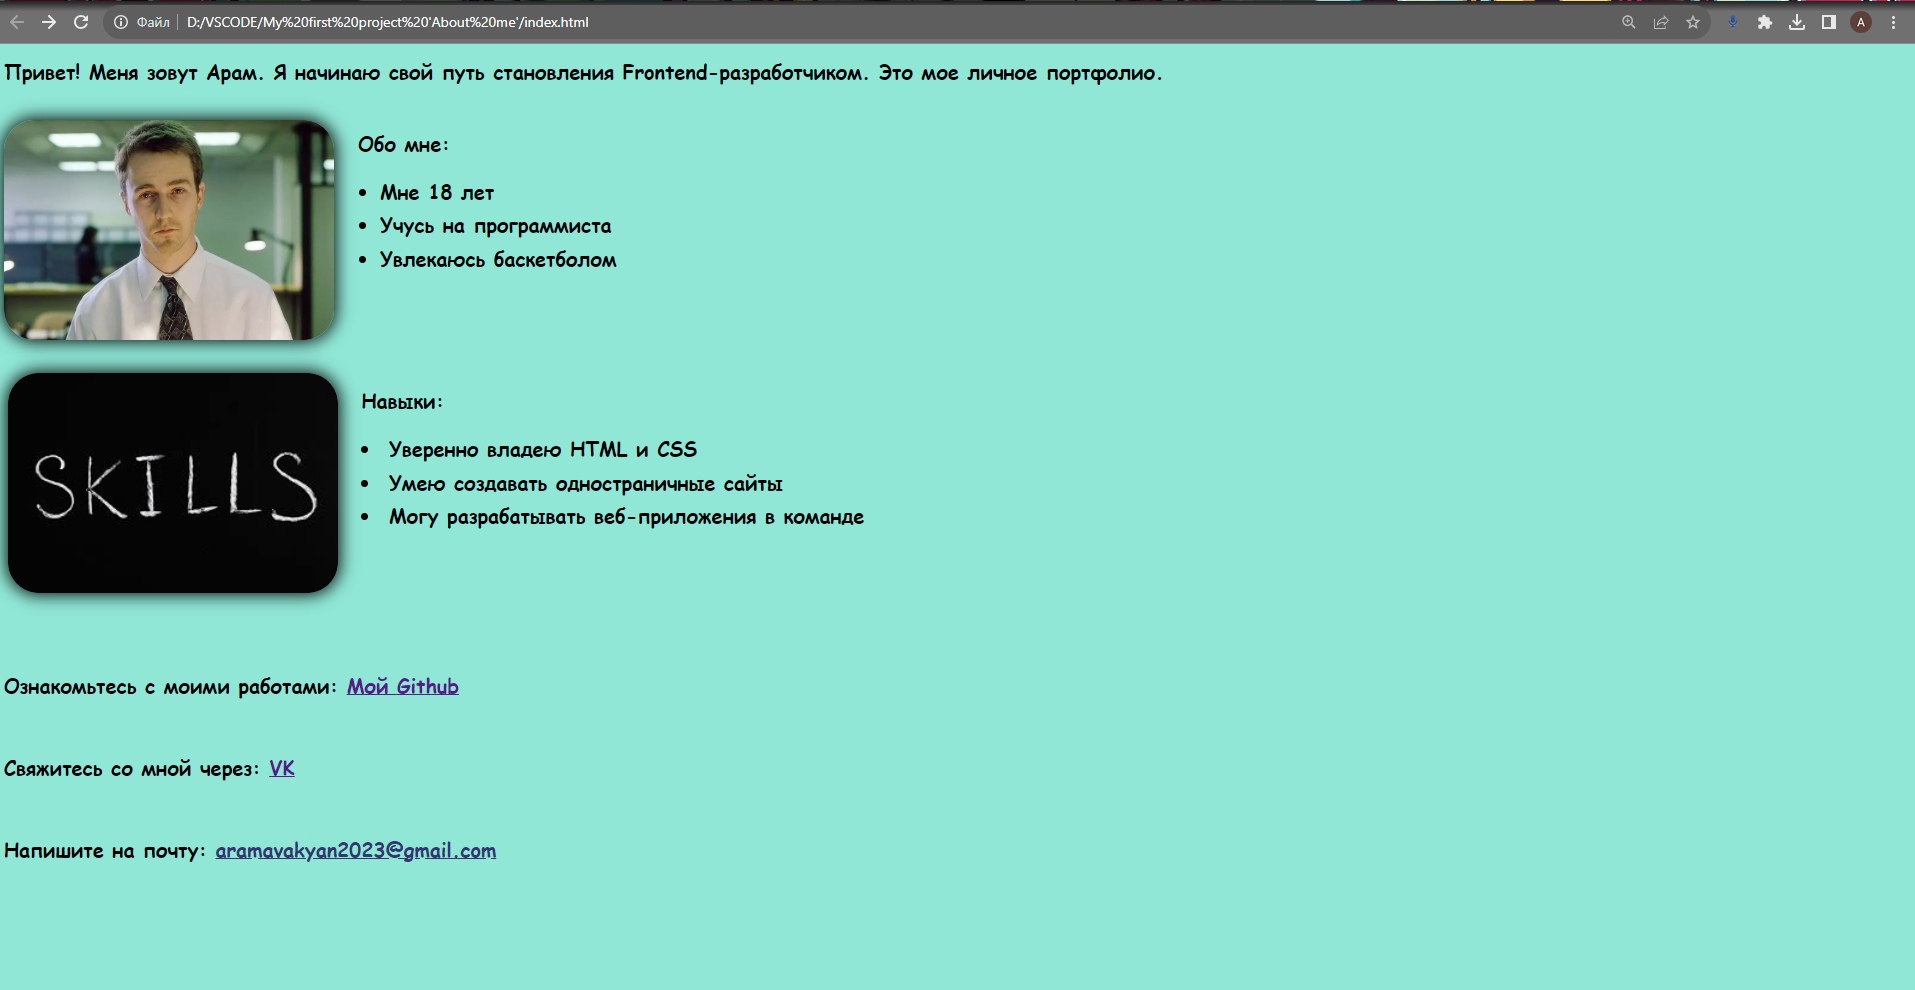 Файл D:/VSCODE/My%20first%20project%20'About%20me'/index.html A
Привет! Меня зовут Арам. Я начинаю свой путь становления Frontend-разработчиком. Это мое личное портфолио.
Обо мне:
• Мне 18 лет
• Учусь на программиста
• Увлекаюсь баскетболом
SKILLS
Навыки:
• Уверенно владею HTML и CSS
• Умею создавать одностраничные сайты
• Могу разрабатывать веб-приложения в команде
Ознакомьтесь с моими работами: Мой Github
Свяжитесь со мной через: VK
Напишите на почту: aramavakyan2023@gmail.com